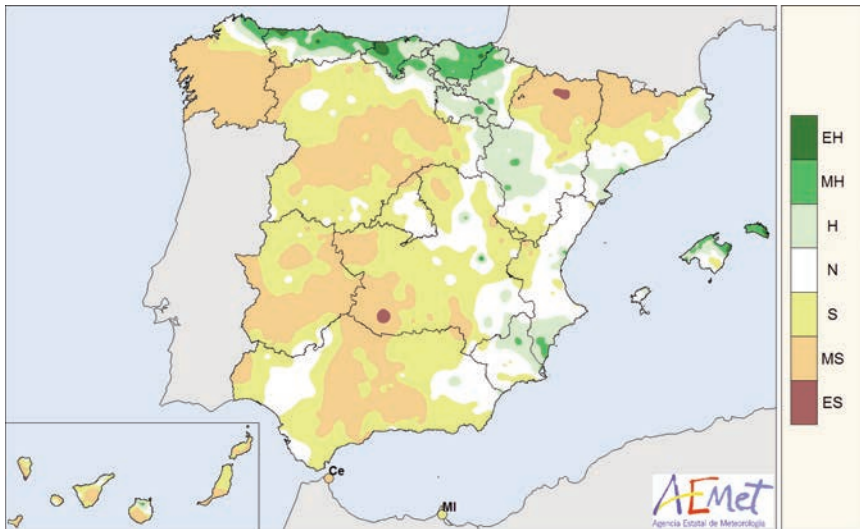 EH
MH
H
N
S
MS
ES
Ce
Ml
AEMet
Agencia Estatal de Meteorología